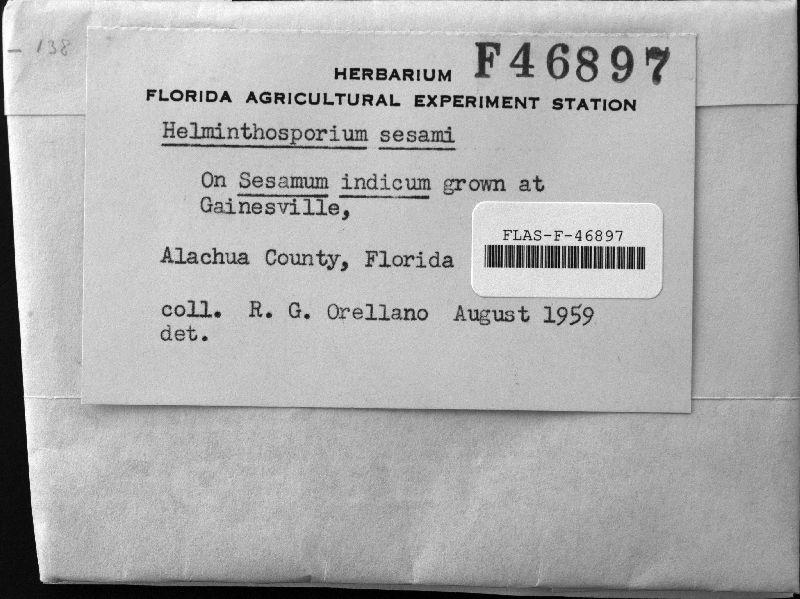 - 138
HERBARIUM F46897
FLORIDA AGRICULTURAL EXPERIMENT STATION
Helminthosporium sesami
On Sesamum indicum grown at
Gainesville,
FLAS-F-46897
Alachua County, Florida
coll. R. G. Orellano August 1959
det.